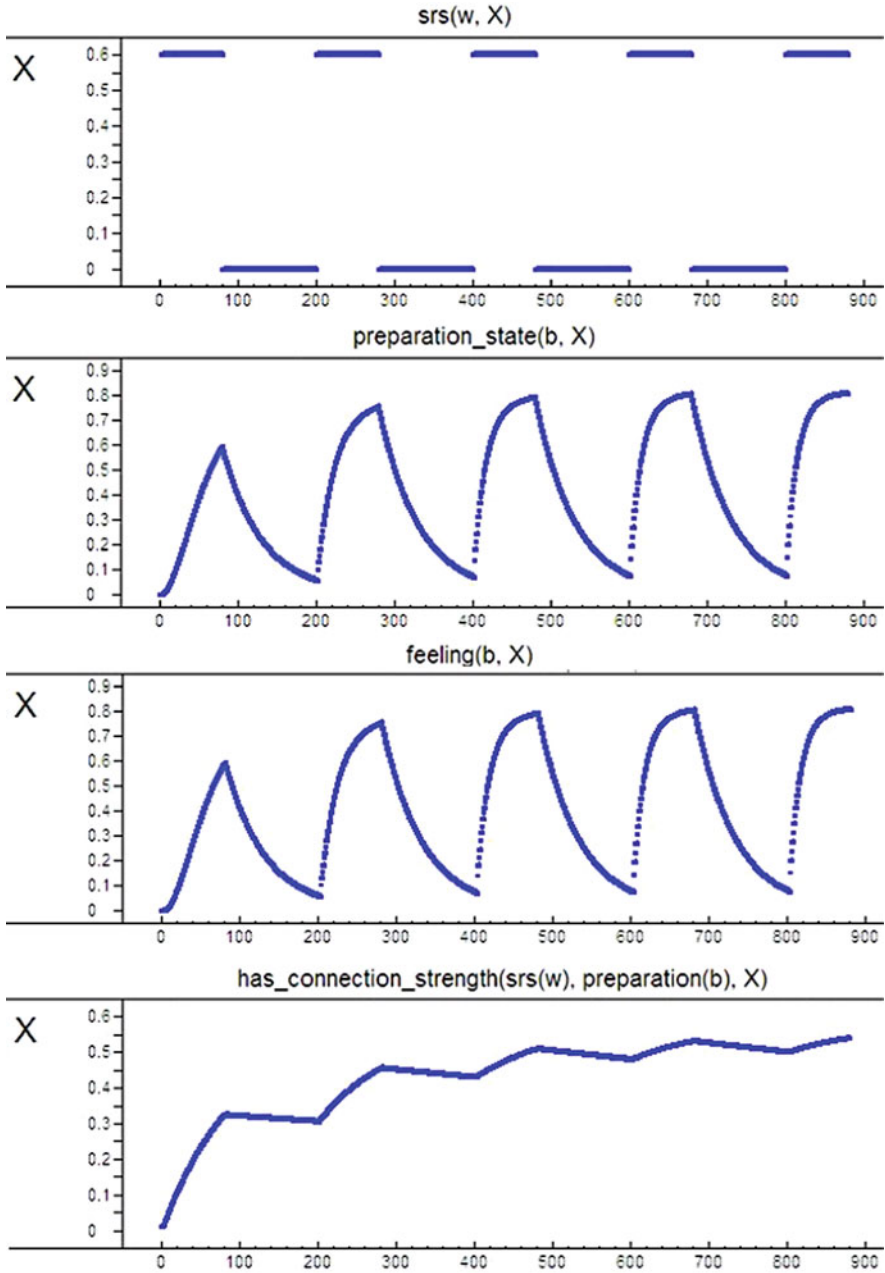 srs(w, X)
X
0.6
0.5
0.4
0.3
0.2
0.1
0
0 100 200 300 400 500 600 700 800 900
preparation_state(b, X)
X
0.9
0.8
0.7
0.6
0.5
0.4
0.3
0.2
0.1
0
0 100 200 300 400 500 600 700 800 900
feeling(b, X)
X
0.9
0.8
0.7
0.6
0.5
0.4
0.3
0.2
0.1
0
0 100 200 300 400 500 600 700 800 900
has_connection_strength(srs(w), preparation(b), X)
X
0.6
0.5
0.4
0.3
0.2
0.1
0
0 100 200 300 400 500 600 700 800 900